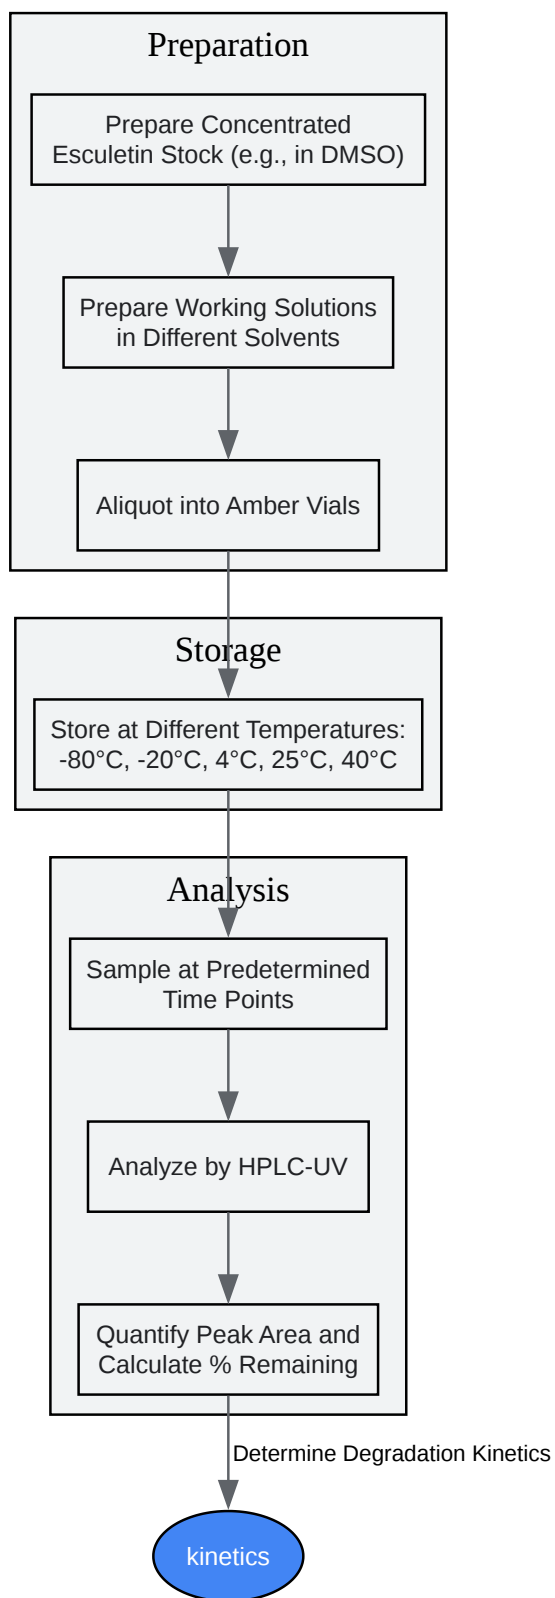 Preparation
Prepare Concentrated
Esculetin Stock (e.g., in DMSO)
Prepare Working Solutions
in Different Solvents
Aliquot into Amber Vials
Storage
Store at Different Temperatures:
-80°C, -20°C, 4°C, 25°C, 40°C
Analysis
Sample at Predetermined
Time Points
Analyze by HPLC-UV
Quantify Peak Area and
Calculate % Remaining
Determine Degradation Kinetics
kinetics